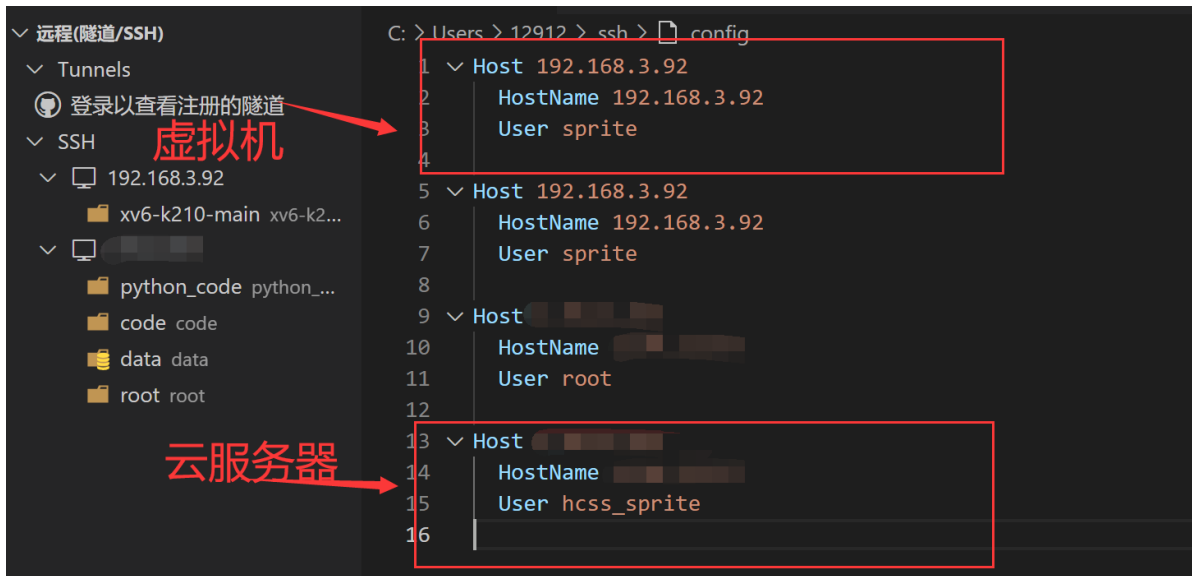 远程(隧道/SSH)
Tunnels
登录以查看注册的隧道
SSH
192.168.3.92
xv6-k210-main xv6-k2...
python_code python_...
code code
data data
root root
虚拟机
云服务器
C: > Users > 12912 > ssh > config
1 Host 192.168.3.92
2 HostName 192.168.3.92
3 User sprite
4
5 Host 192.168.3.92
6 HostName 192.168.3.92
7 User sprite
8
9 Host
10 HostName
11 User root
12
13 Host
14 HostName
15 User hcss_sprite
16